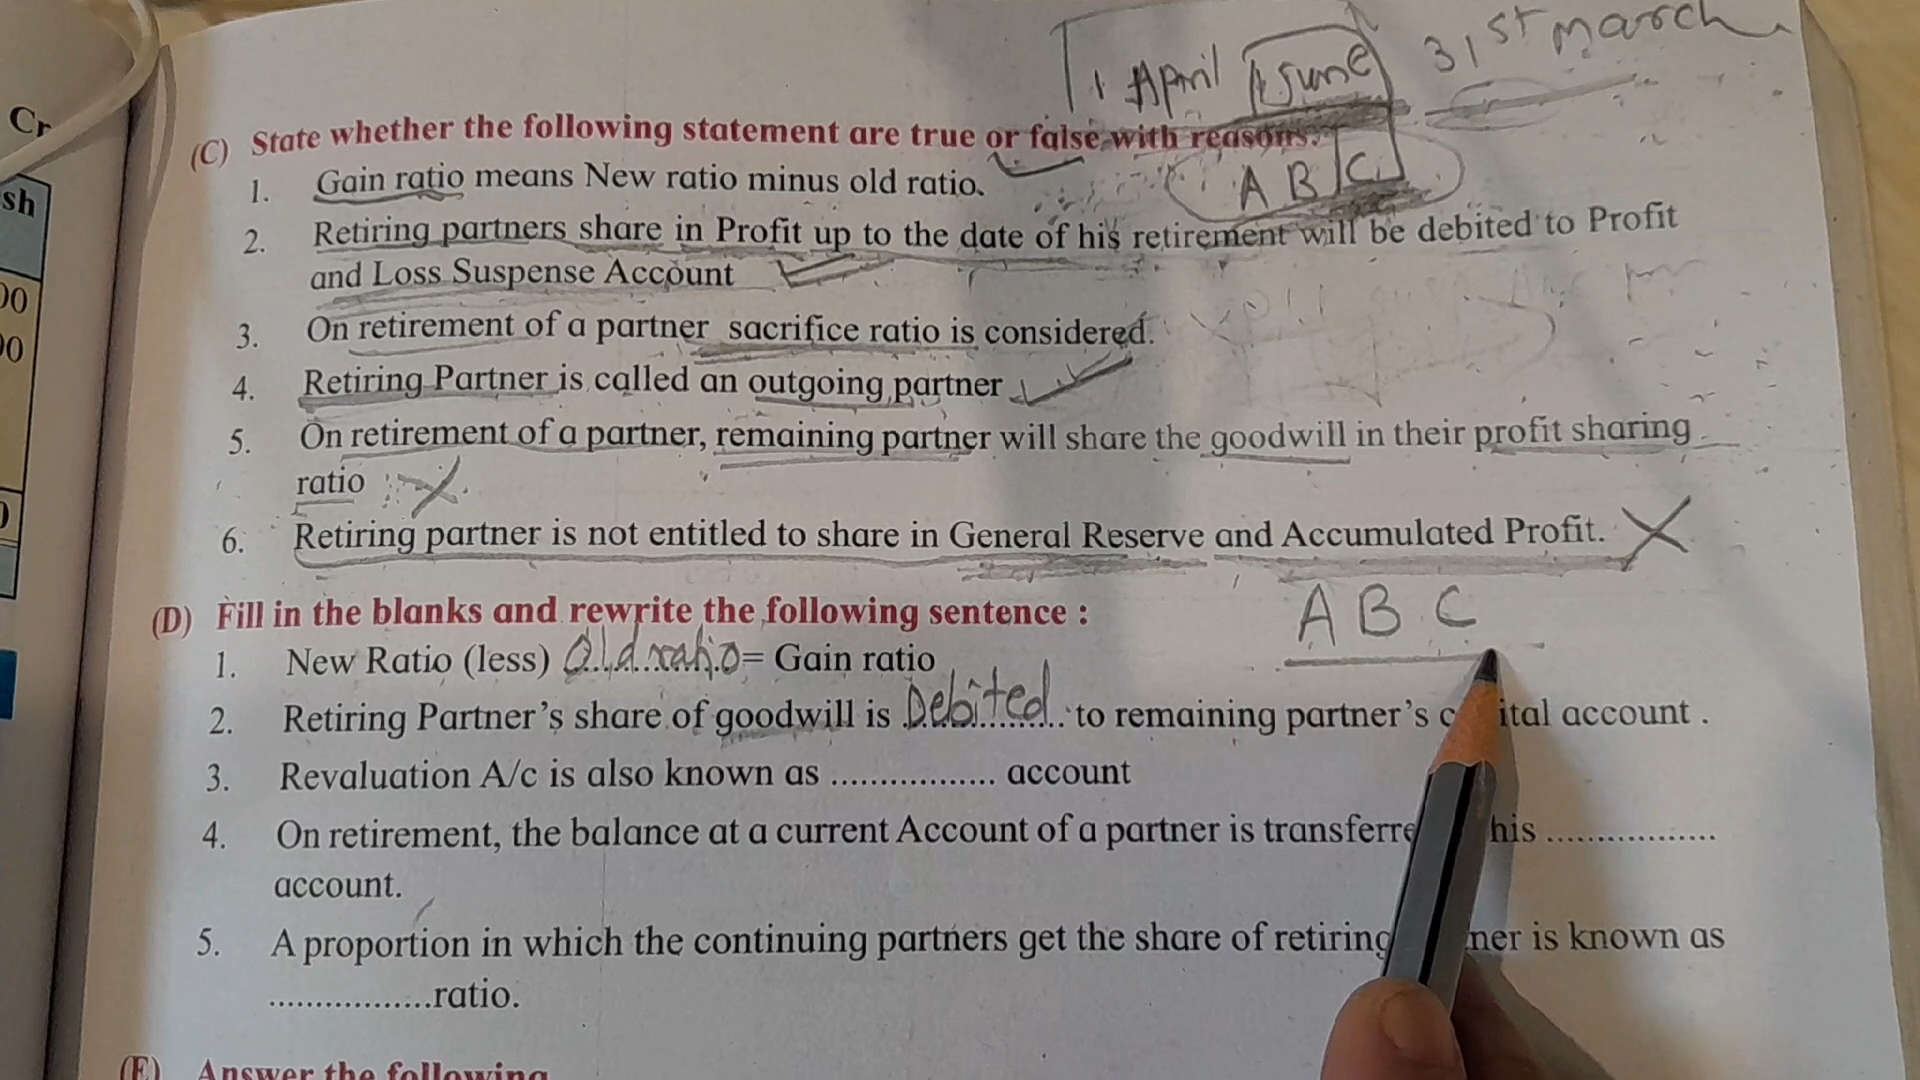 1 April 1 June 31st March
Cr
(C) State whether the following statement are true or false with reasons.
sh
1. Gain ratio means New ratio minus old ratio.
A B C
2. Retiring partners share in Profit up to the date of his retirement will be debited to Profit
and Loss Suspense Account
00
3. On retirement of a partner sacrifice ratio is considered.
00
4. Retiring Partner is called an outgoing partner
5. On retirement of a partner, remaining partner will share the goodwill in their profit sharing
ratio
6. Retiring partner is not entitled to share in General Reserve and Accumulated Profit.
A B C
(D) Fill in the blanks and rewrite the following sentence :
1. New Ratio (less) Old ratio = Gain ratio
2. Retiring Partner's share of goodwill is Debited to remaining partner's account .
3. Revaluation A/c is also known as .................. account
4. On retirement, the balance at a current Account of a partner is his ..................
account.
5. A proportion in which the continuing partners get the share of is known as
..................ratio.
(E) Answer the following